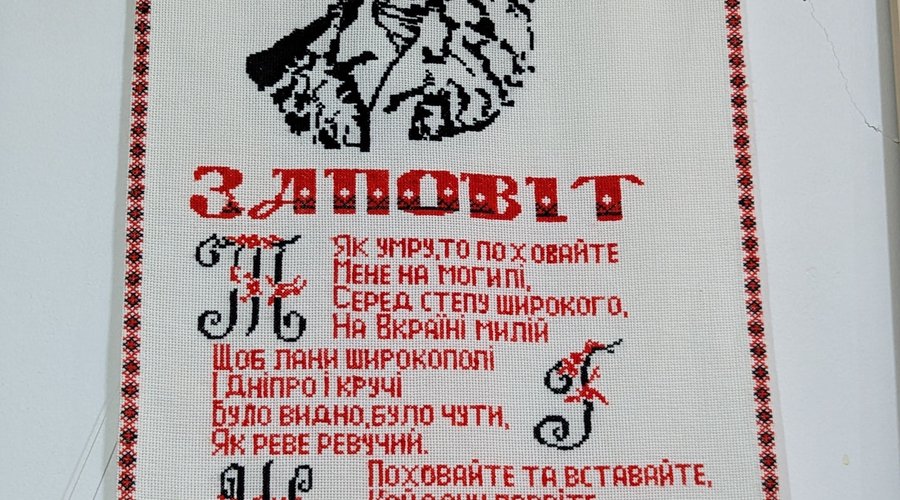 ЗАПОВІТ
Т
ЯК УМРУ,ТО ПОХОВАЙТЕ
МЕНЕ НА МОГИЛІ,
СЕРЕД СТЕПУ ШИРОКОГО,
НА ВКРАЇНІ МИЛІЙ
ЩОБ ЛАНИ ШИРОКОПОЛІ
І ДНІПРО І КРУЧІ
Г
БУЛО ВИДНО,БУЛО ЧУТИ,
ЯК РЕВЕ РЕВУЧИЙ.
ПОХОВАЙТЕ ТА ВСТАВАЙТЕ,